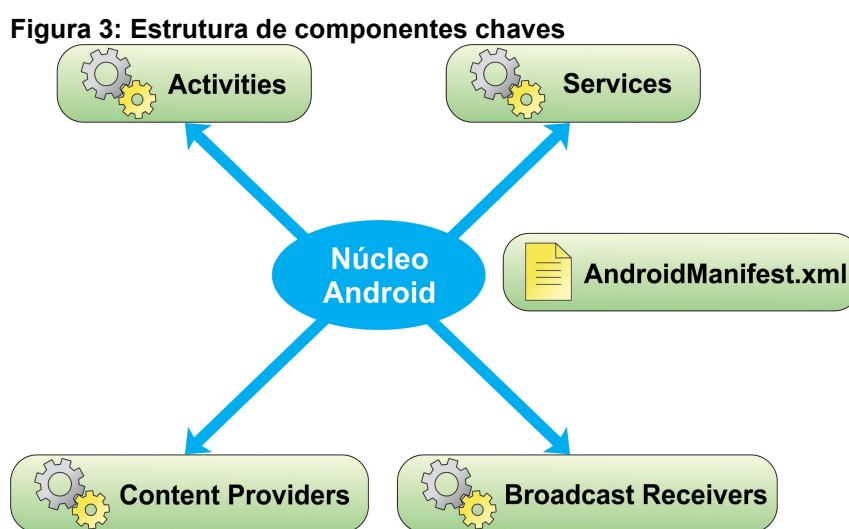 Figura 3: Estrutura de componentes chaves
Activities
Services
Núcleo
Android
AndroidManifest.xml
Content Providers
Broadcast Receivers